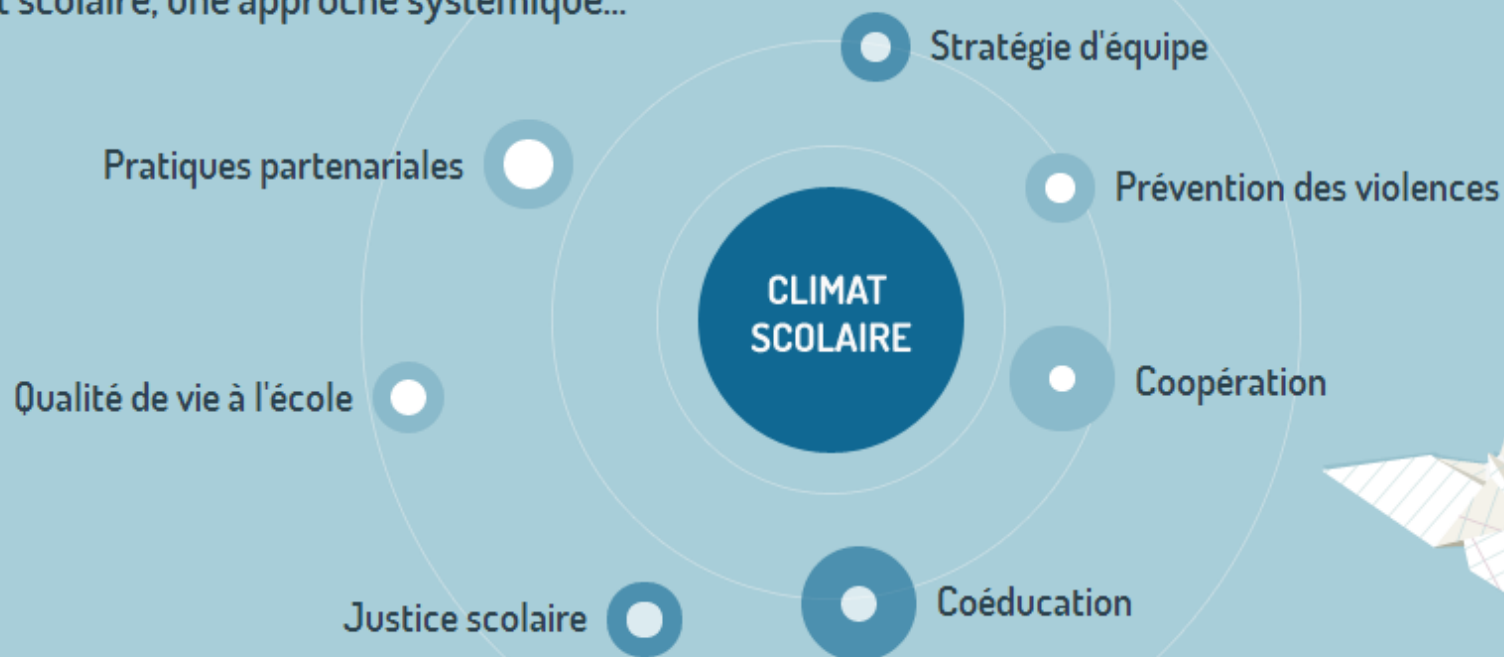 scolaire, une approche systémique...
Stratégie d'équipe
Pratiques partenariales
Prévention des violences
CLIMAT
SCOLAIRE
Qualité de vie à l'école
Coopération
Justice scolaire
Coéducation